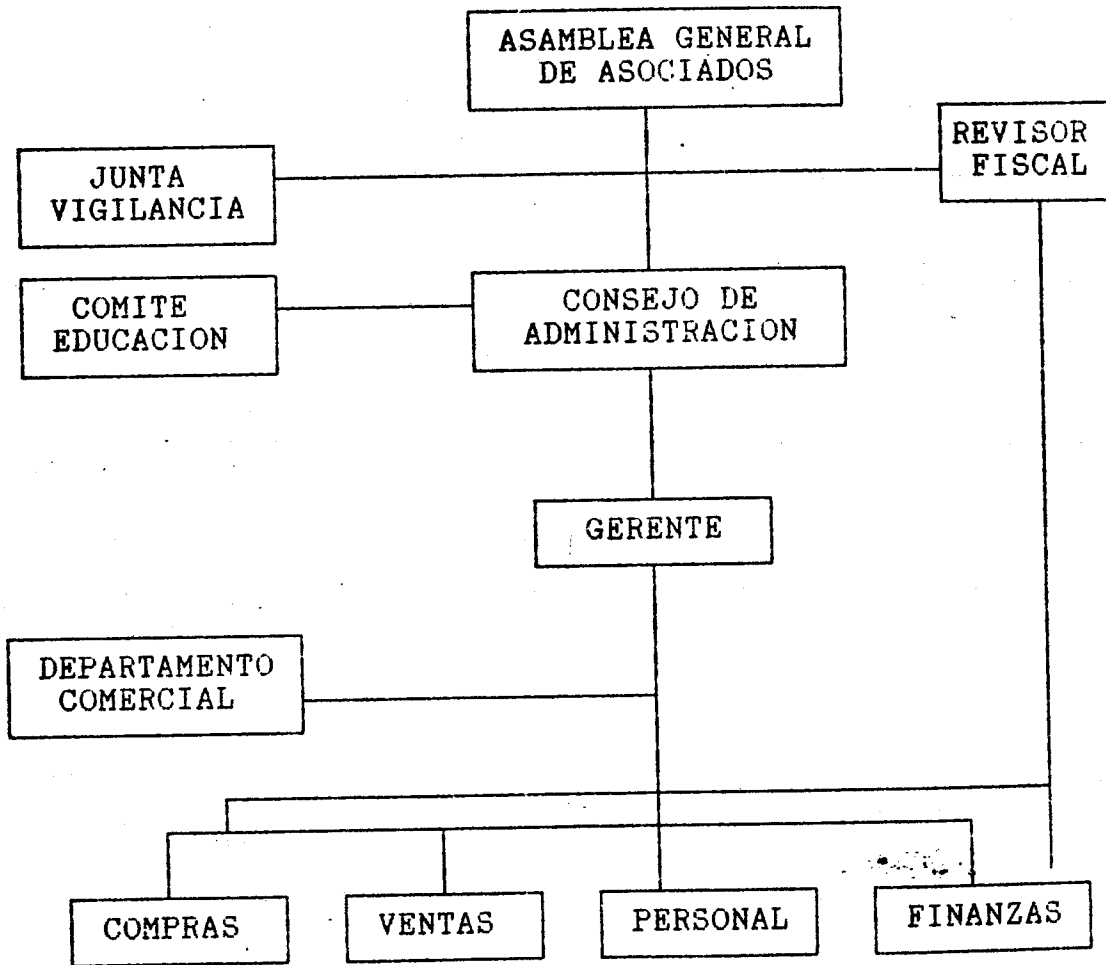 ASAMBLEA GENERAL
DE ASOCIADOS
REVISOR
FISCAL
JUNTA
VIGILANCIA
COMITE
EDUCACION
CONSEJO DE
ADMINISTRACION
GERENTE
DEPARTAMENTO
COMERCIAL
COMPRAS
VENTAS
PERSONAL
FINANZAS